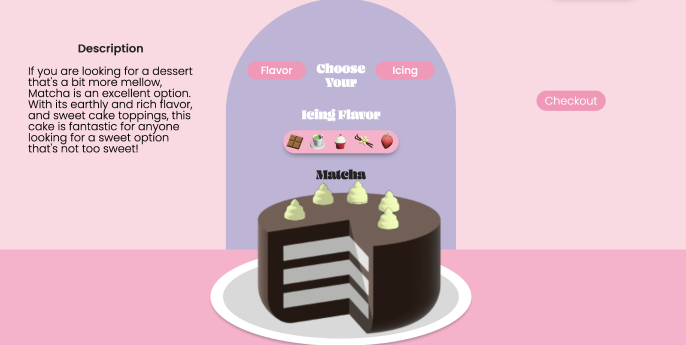 Description
If you are looking for a dessert
that's a bit more mellow,
Matcha is an excellent option.
With its earthly and rich flavor,
and sweet cake toppings, this
cake is fantastic for anyone
looking for a sweet option
that's not too sweet!
Flavor
Choose
Your
Icing
Icing Flavor
Matcha
Checkout